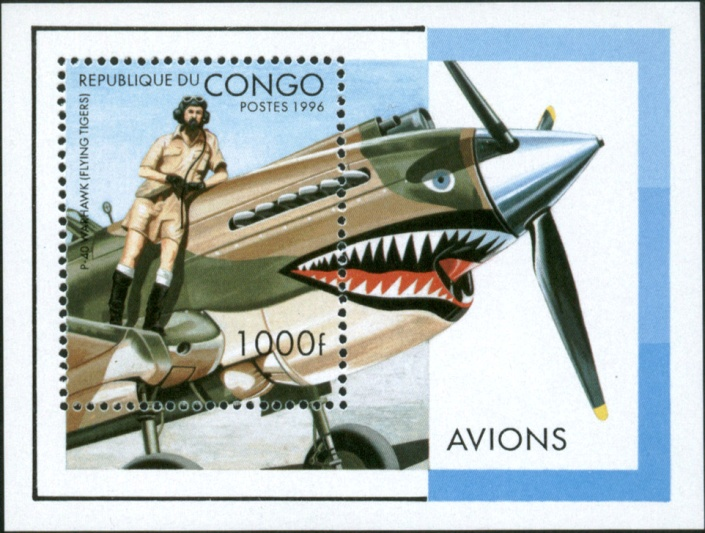 REPUBLIQUE DU CONGO
POSTES 1996
P-40 WARHAWK (FLYING TIGERS)
1000f
AVIONS